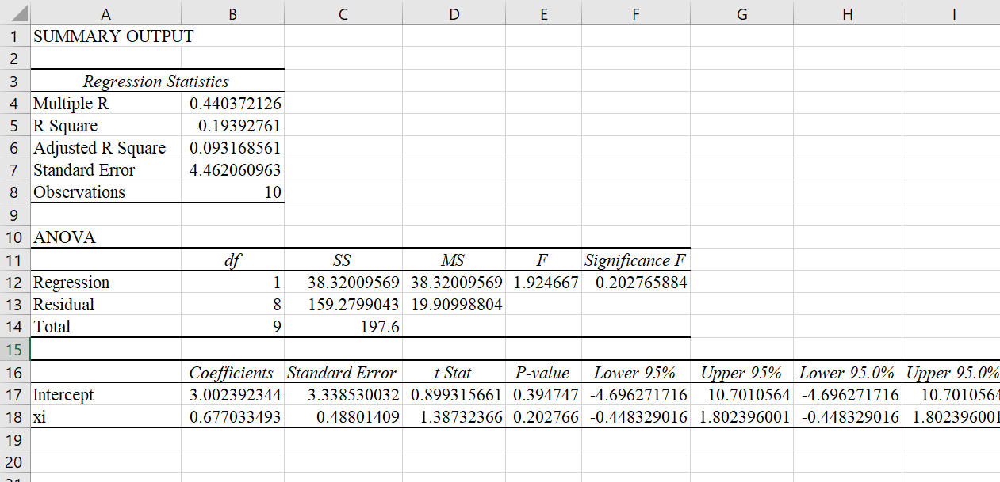 A B C D E F G H I
1 SUMMARY OUTPUT
2
3 Regression Statistics
4 Multiple R 0.440372126
5 R Square 0.19392761
6 Adjusted R Square 0.093168561
7 Standard Error 4.462060963
8 Observations 10
9
10 ANOVA
11 df SS MS F Significance F
12 Regression 1 38.32009569 38.32009569 1.924667 0.202765884
13 Residual 8 159.2799043 19.90998804
14 Total 9 197.6
15
16 Coefficients Standard Error t Stat P-value Lower 95% Upper 95% Lower 95.0% Upper 95.0%
17 Intercept 3.002392344 3.338530032 0.899315661 0.394747 -4.696271716 10.7010564 -4.696271716 10.7010564
18 xi 0.677033493 0.48801409 1.38732366 0.202766 -0.448329016 1.802396001 -0.448329016 1.802396001
19
20